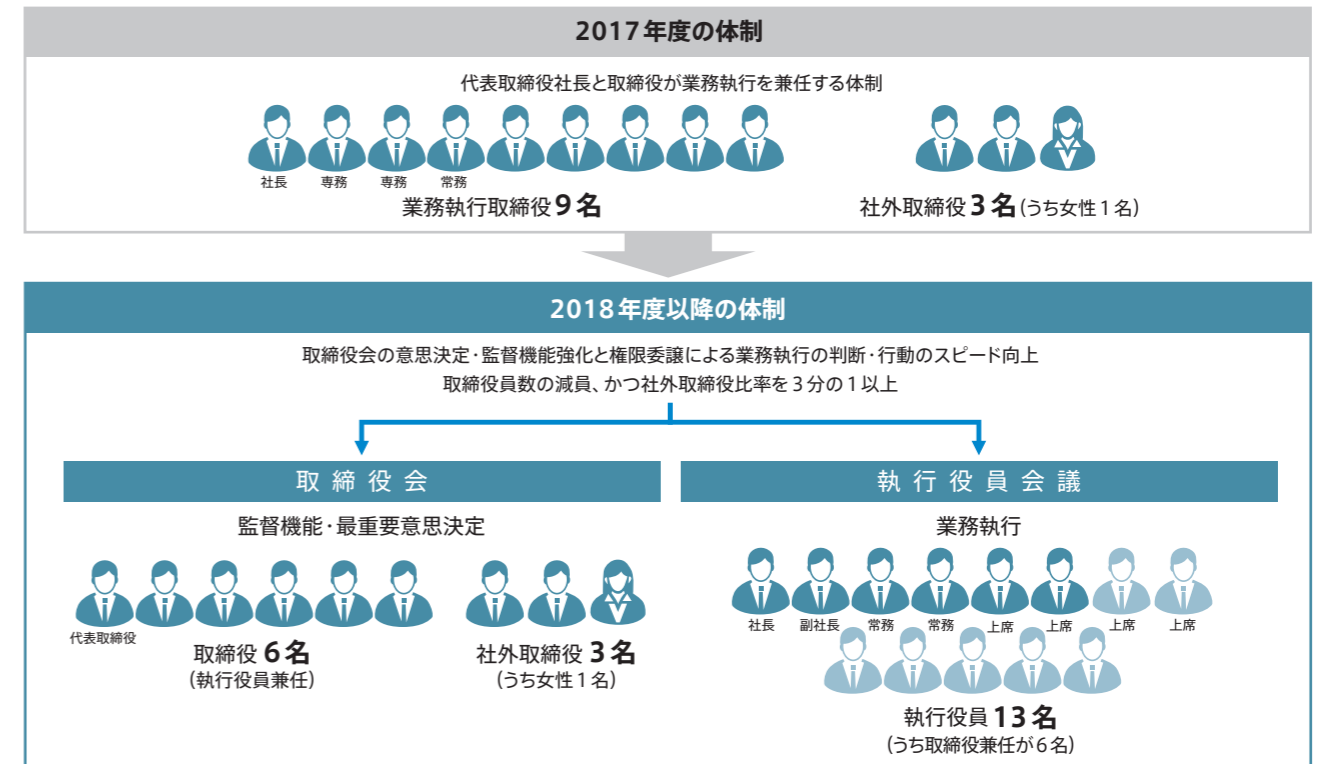 2017年度の体制
代表取締役社長と取締役が業務執行を兼任する体制
社長 専務 専務 常務
業務執行取締役9名
社外取締役3名(うち女性1名)
2018年度以降の体制
取締役会の意思決定・監督機能強化と権限委譲による業務執行の判断・行動のスピード向上
取締役員数の減員、かつ社外取締役比率を3分の1以上
取締役会
監督機能・最重要意思決定
代表取締役
取締役 6名
(執行役員兼任)
社外取締役 3名
(うち女性1名)
執行役員会議
業務執行
社長 副社長 常務 常務 上席 上席 上席 上席
執行役員 13名
(うち取締役兼任が6名)